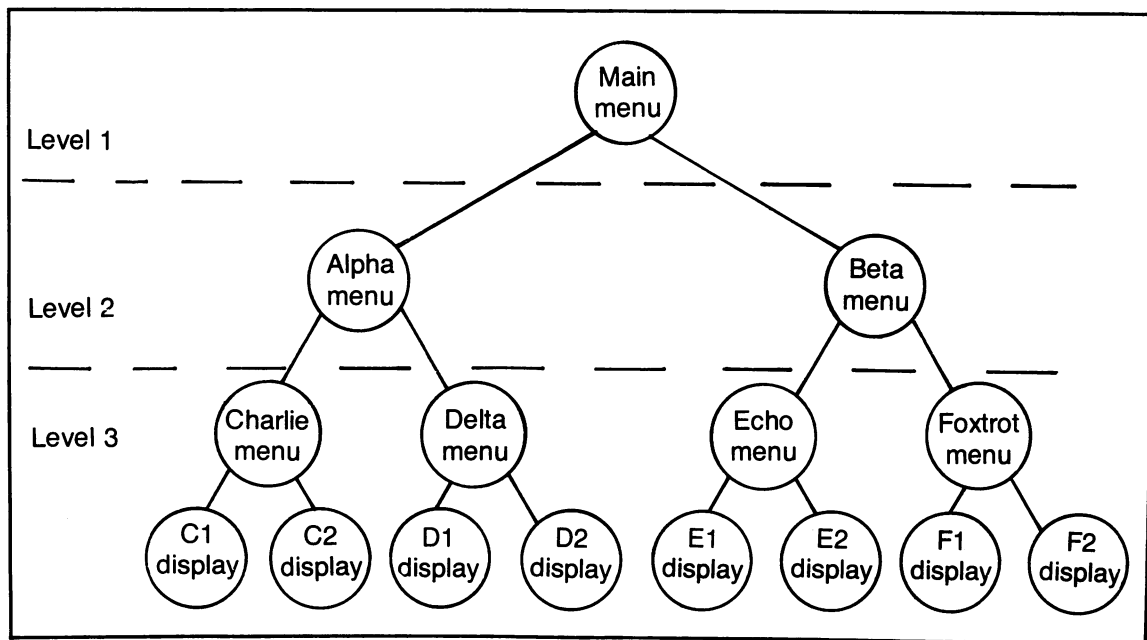 Main
menu
Level 1
Alpha
menu
Beta
menu
Level 2
Charlie
menu
Delta
menu
Echo
menu
Foxtrot
menu
Level 3
C1
display
C2
display
D1
display
D2
display
E1
display
E2
display
F1
display
F2
display